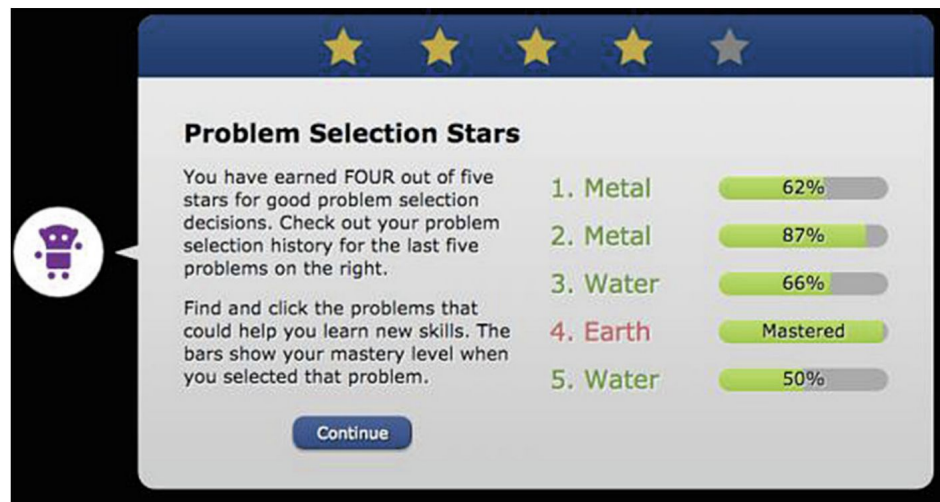 Problem Selection Stars
You have earned FOUR out of five
stars for good problem selection
decisions. Check out your problem
selection history for the last five
problems on the right.
Find and click the problems that
could help you learn new skills. The
bars show your mastery level when
you selected that problem.
Continue
1. Metal 62%
2. Metal 87%
3. Water 66%
4. Earth Mastered
5. Water 50%